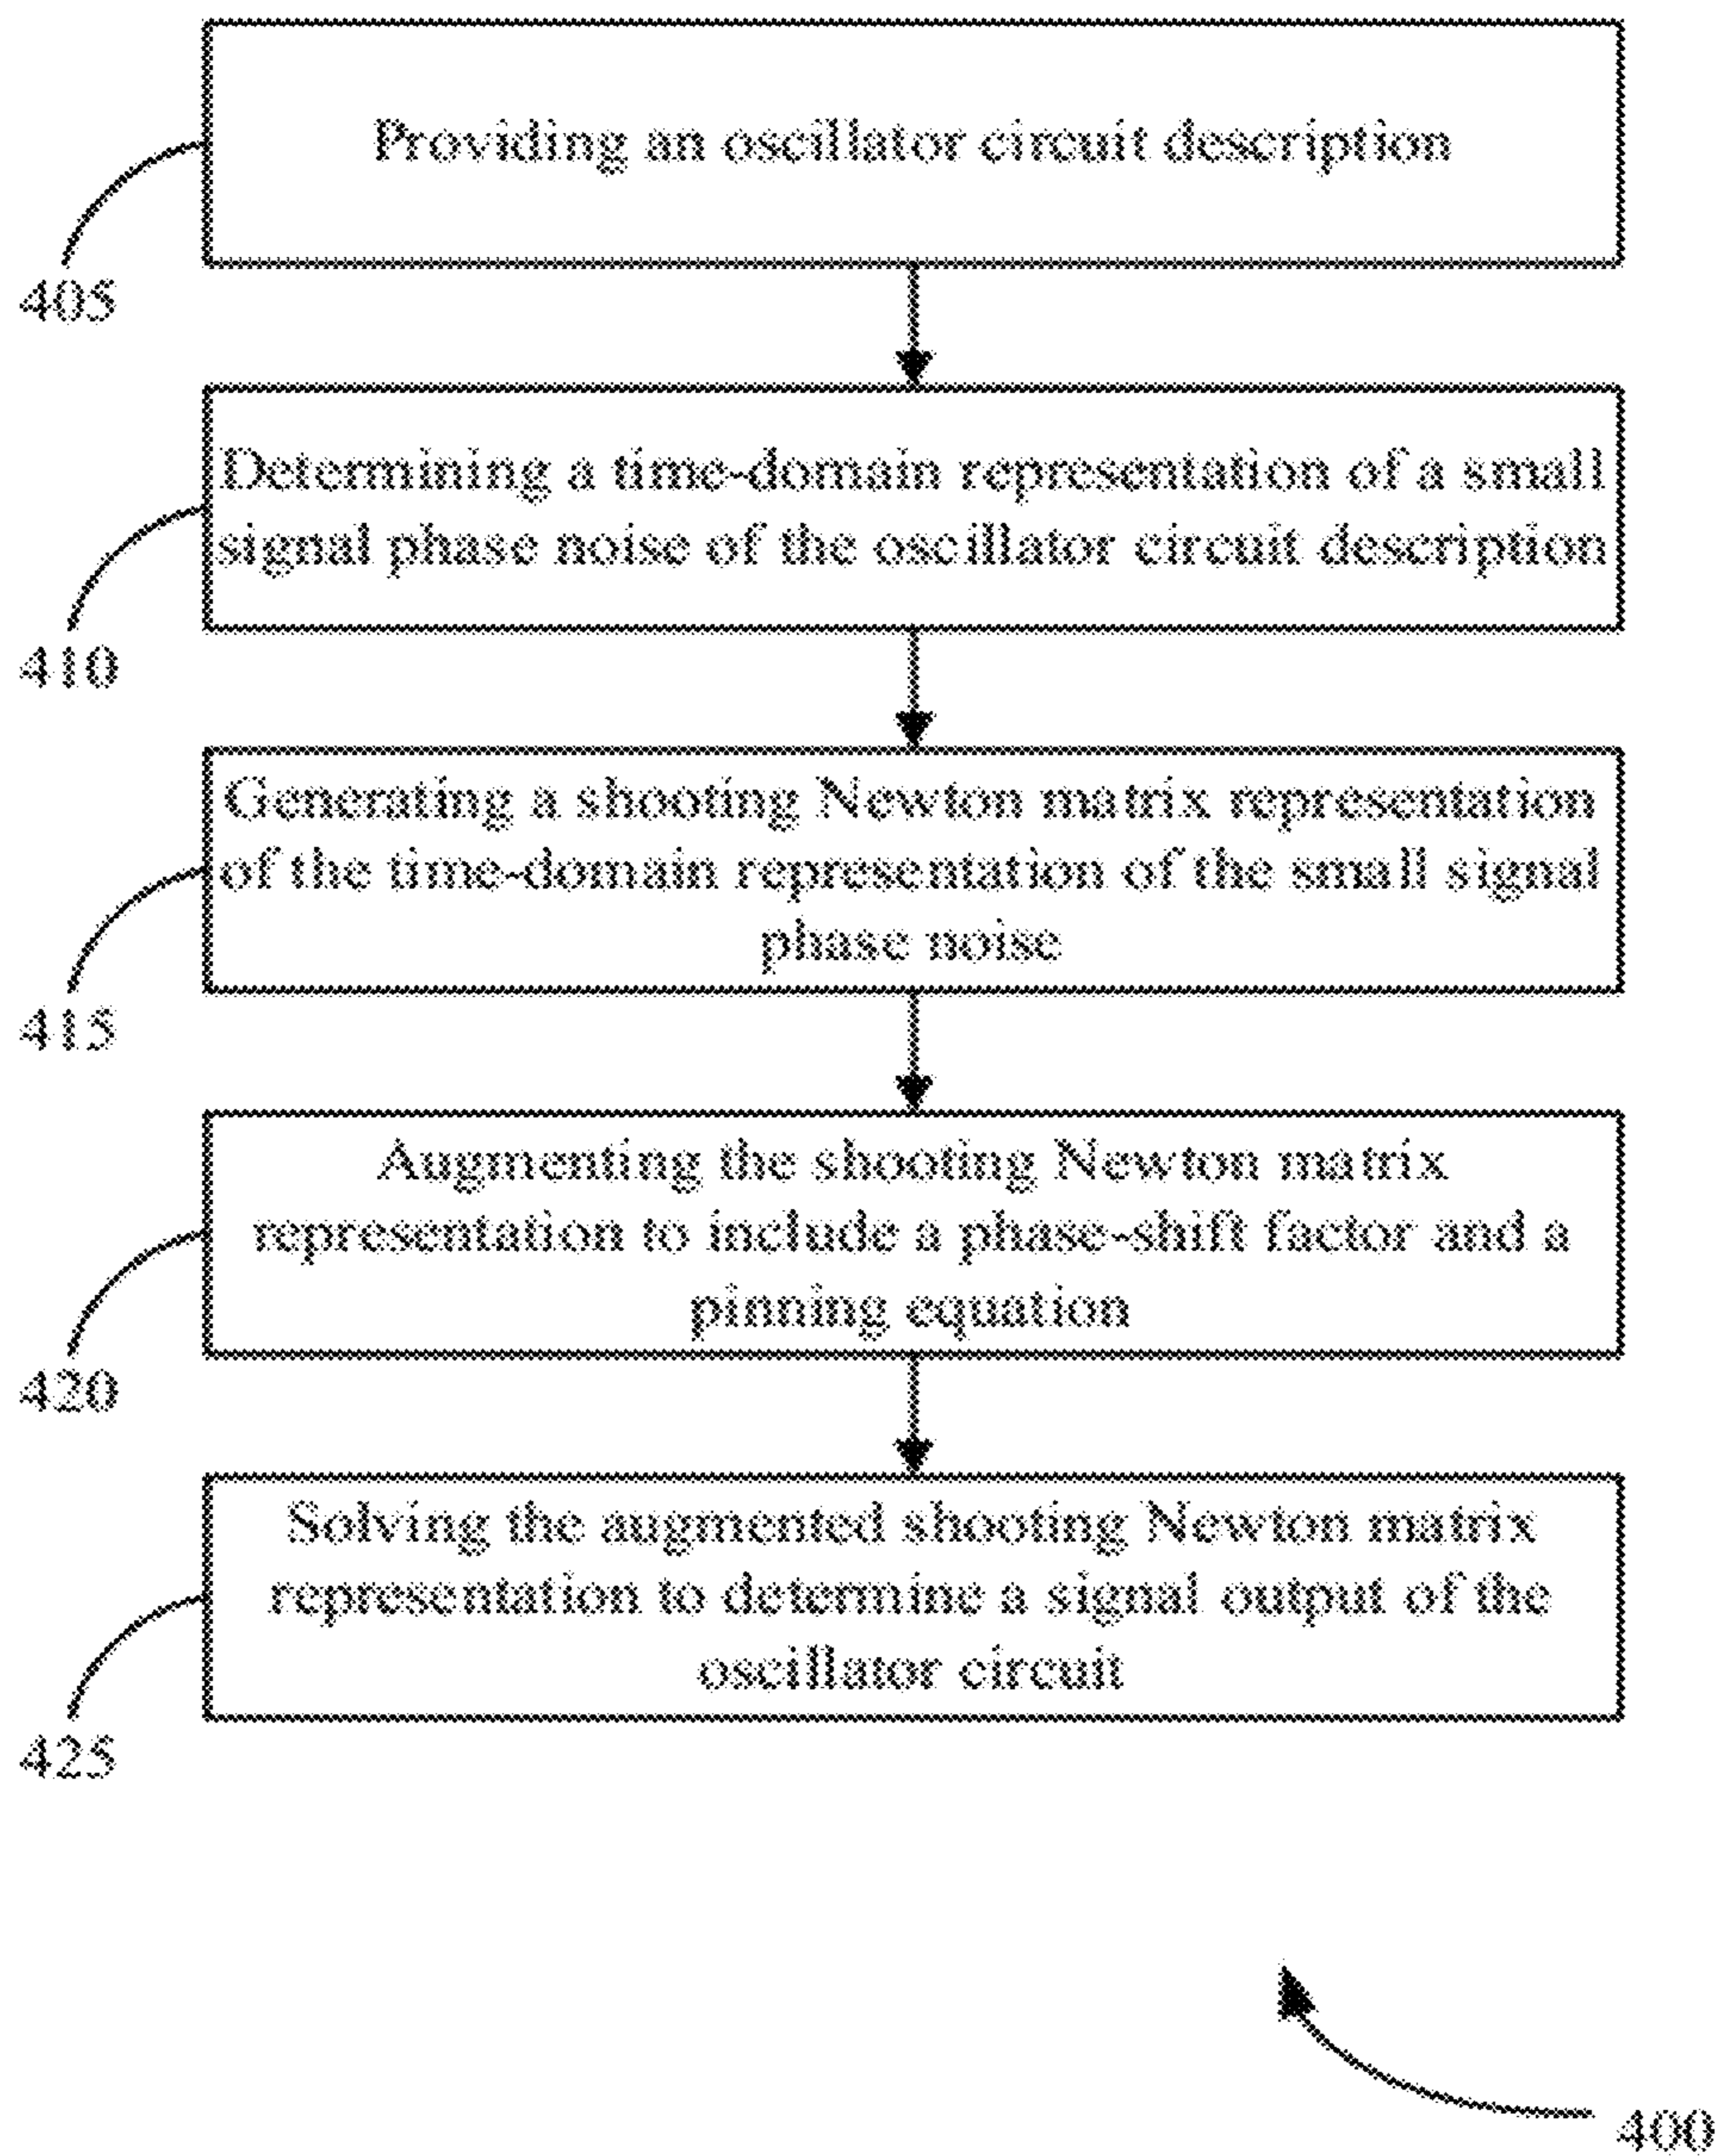 Providing an oscillator circuit description
405
Determining a time-domain representation of a small
signal phase noise of the oscillator circuit description
410
Generating a shooting Newton matrix representation
of the time-domain representation of the small signal
phase noise
415
Augmenting the shooting Newton matrix
representation to include a phase-shift factor and a
pinning equation
420
Solving the augmented shooting Newton matrix
representation to determine a signal output of the
oscillator circuit
425
400